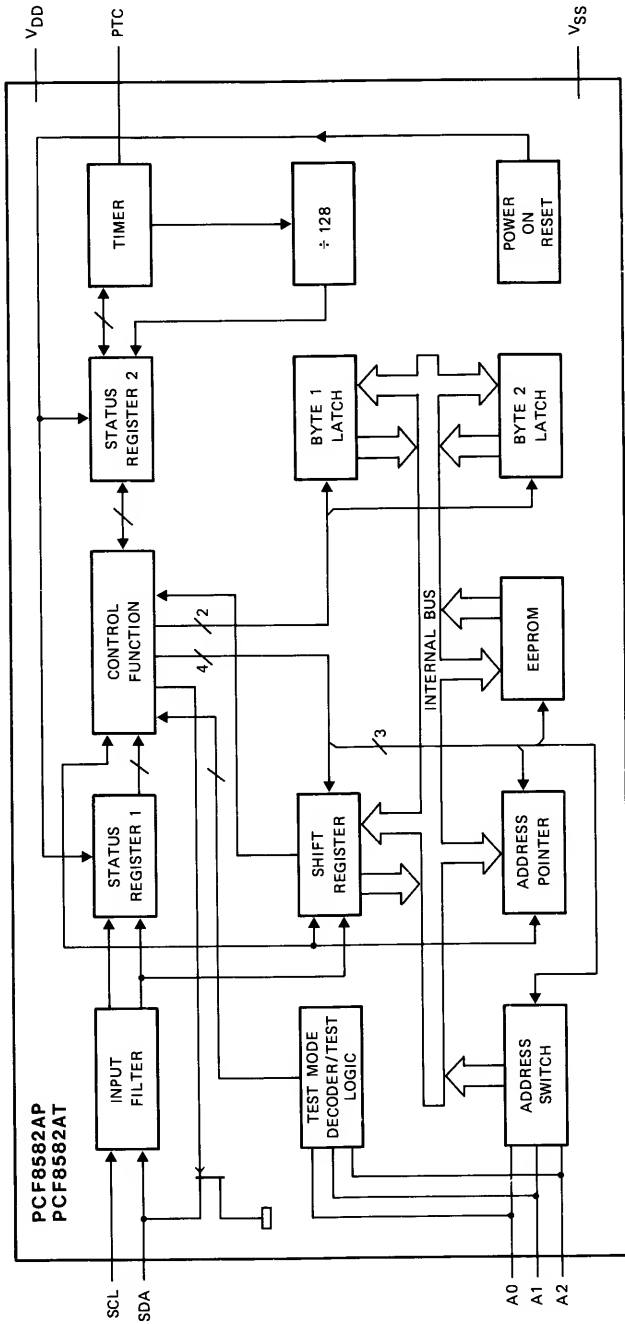 PCF8582AP
PCF8582AT
SCL
SDA
INPUT
FILTER
STATUS
REGISTER 1
CONTROL
FUNCTION
STATUS
REGISTER 2
TIMER
VDD
PTC
÷ 128
4
2
TEST MODE
DECODER/TEST
LOGIC
SHIFT
REGISTER
BYTE 1
LATCH
3
INTERNAL BUS
A0
A1
A2
ADDRESS
SWITCH
ADDRESS
POINTER
EEPROM
BYTE 2
LATCH
POWER
ON
RESET
VSS